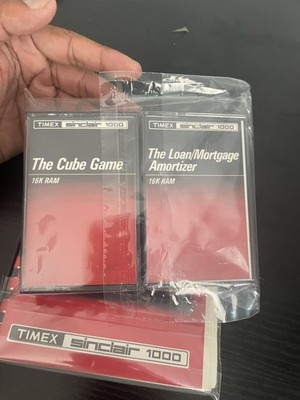 TIMEX sinclair 1000
The Cube Game
16K RAM
TIMEX sinclair 1000
The Loan/Mortgage
Amortizer
16K RAM
TIMEX sinclair 1000